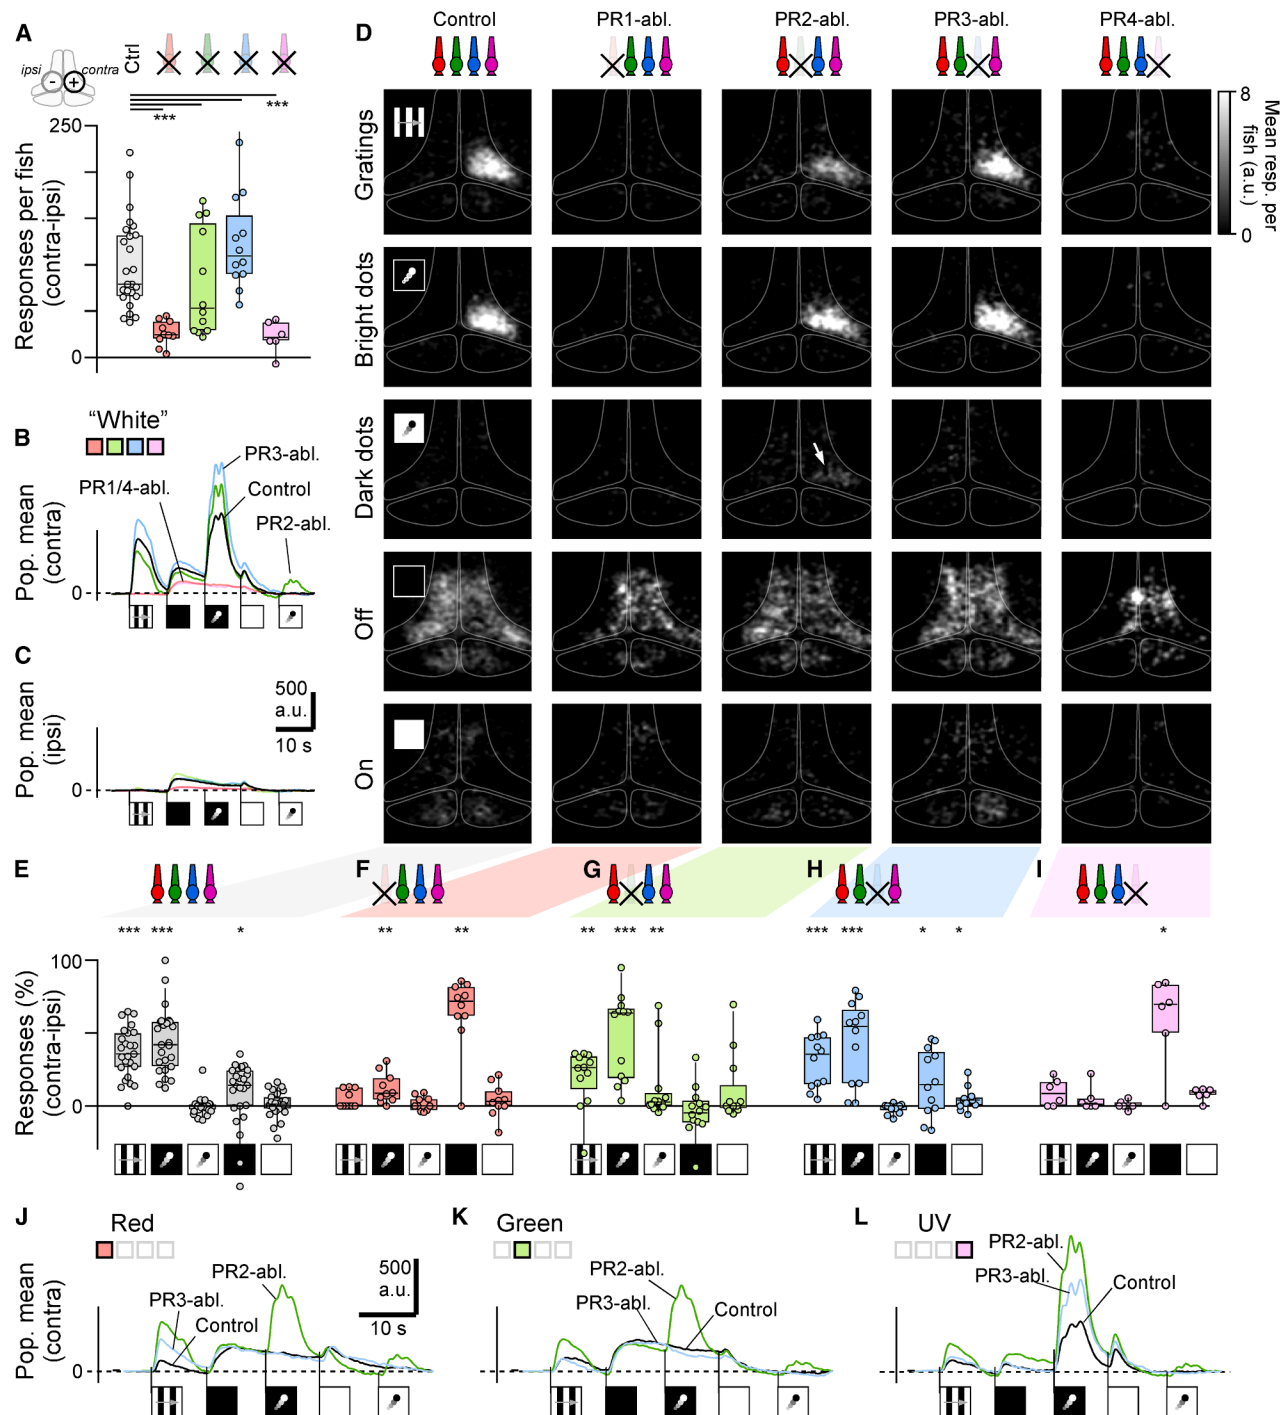 A
ipsi
contra
-
+
Ctrl
***
***
250
0
Responses per fish
(contra-ipsi)
B
"White"
PR3-abl.
PR1/4-abl.
Control
PR2-abl.
Pop. mean
(contra)
0
C
500
a.u.
10 s
Pop. mean
(ipsi)
0
D
Control
PR1-abl.
PR2-abl.
PR3-abl.
PR4-abl.
Gratings
Bright dots
Dark dots
Off
On
8
0
Mean resp. per
fish (a.u.)
E
F
G
H
I
*** *** *
** **
** *** **
*** *** * *
*
100
0
Responses (%)
(contra-ipsi)
J
Red
PR2-abl.
PR3-abl.
Control
500
a.u.
10 s
Pop. mean
(contra)
0
K
Green
PR2-abl.
PR3-abl.
Control
L
UV
PR2-abl.
PR3-abl.
Control